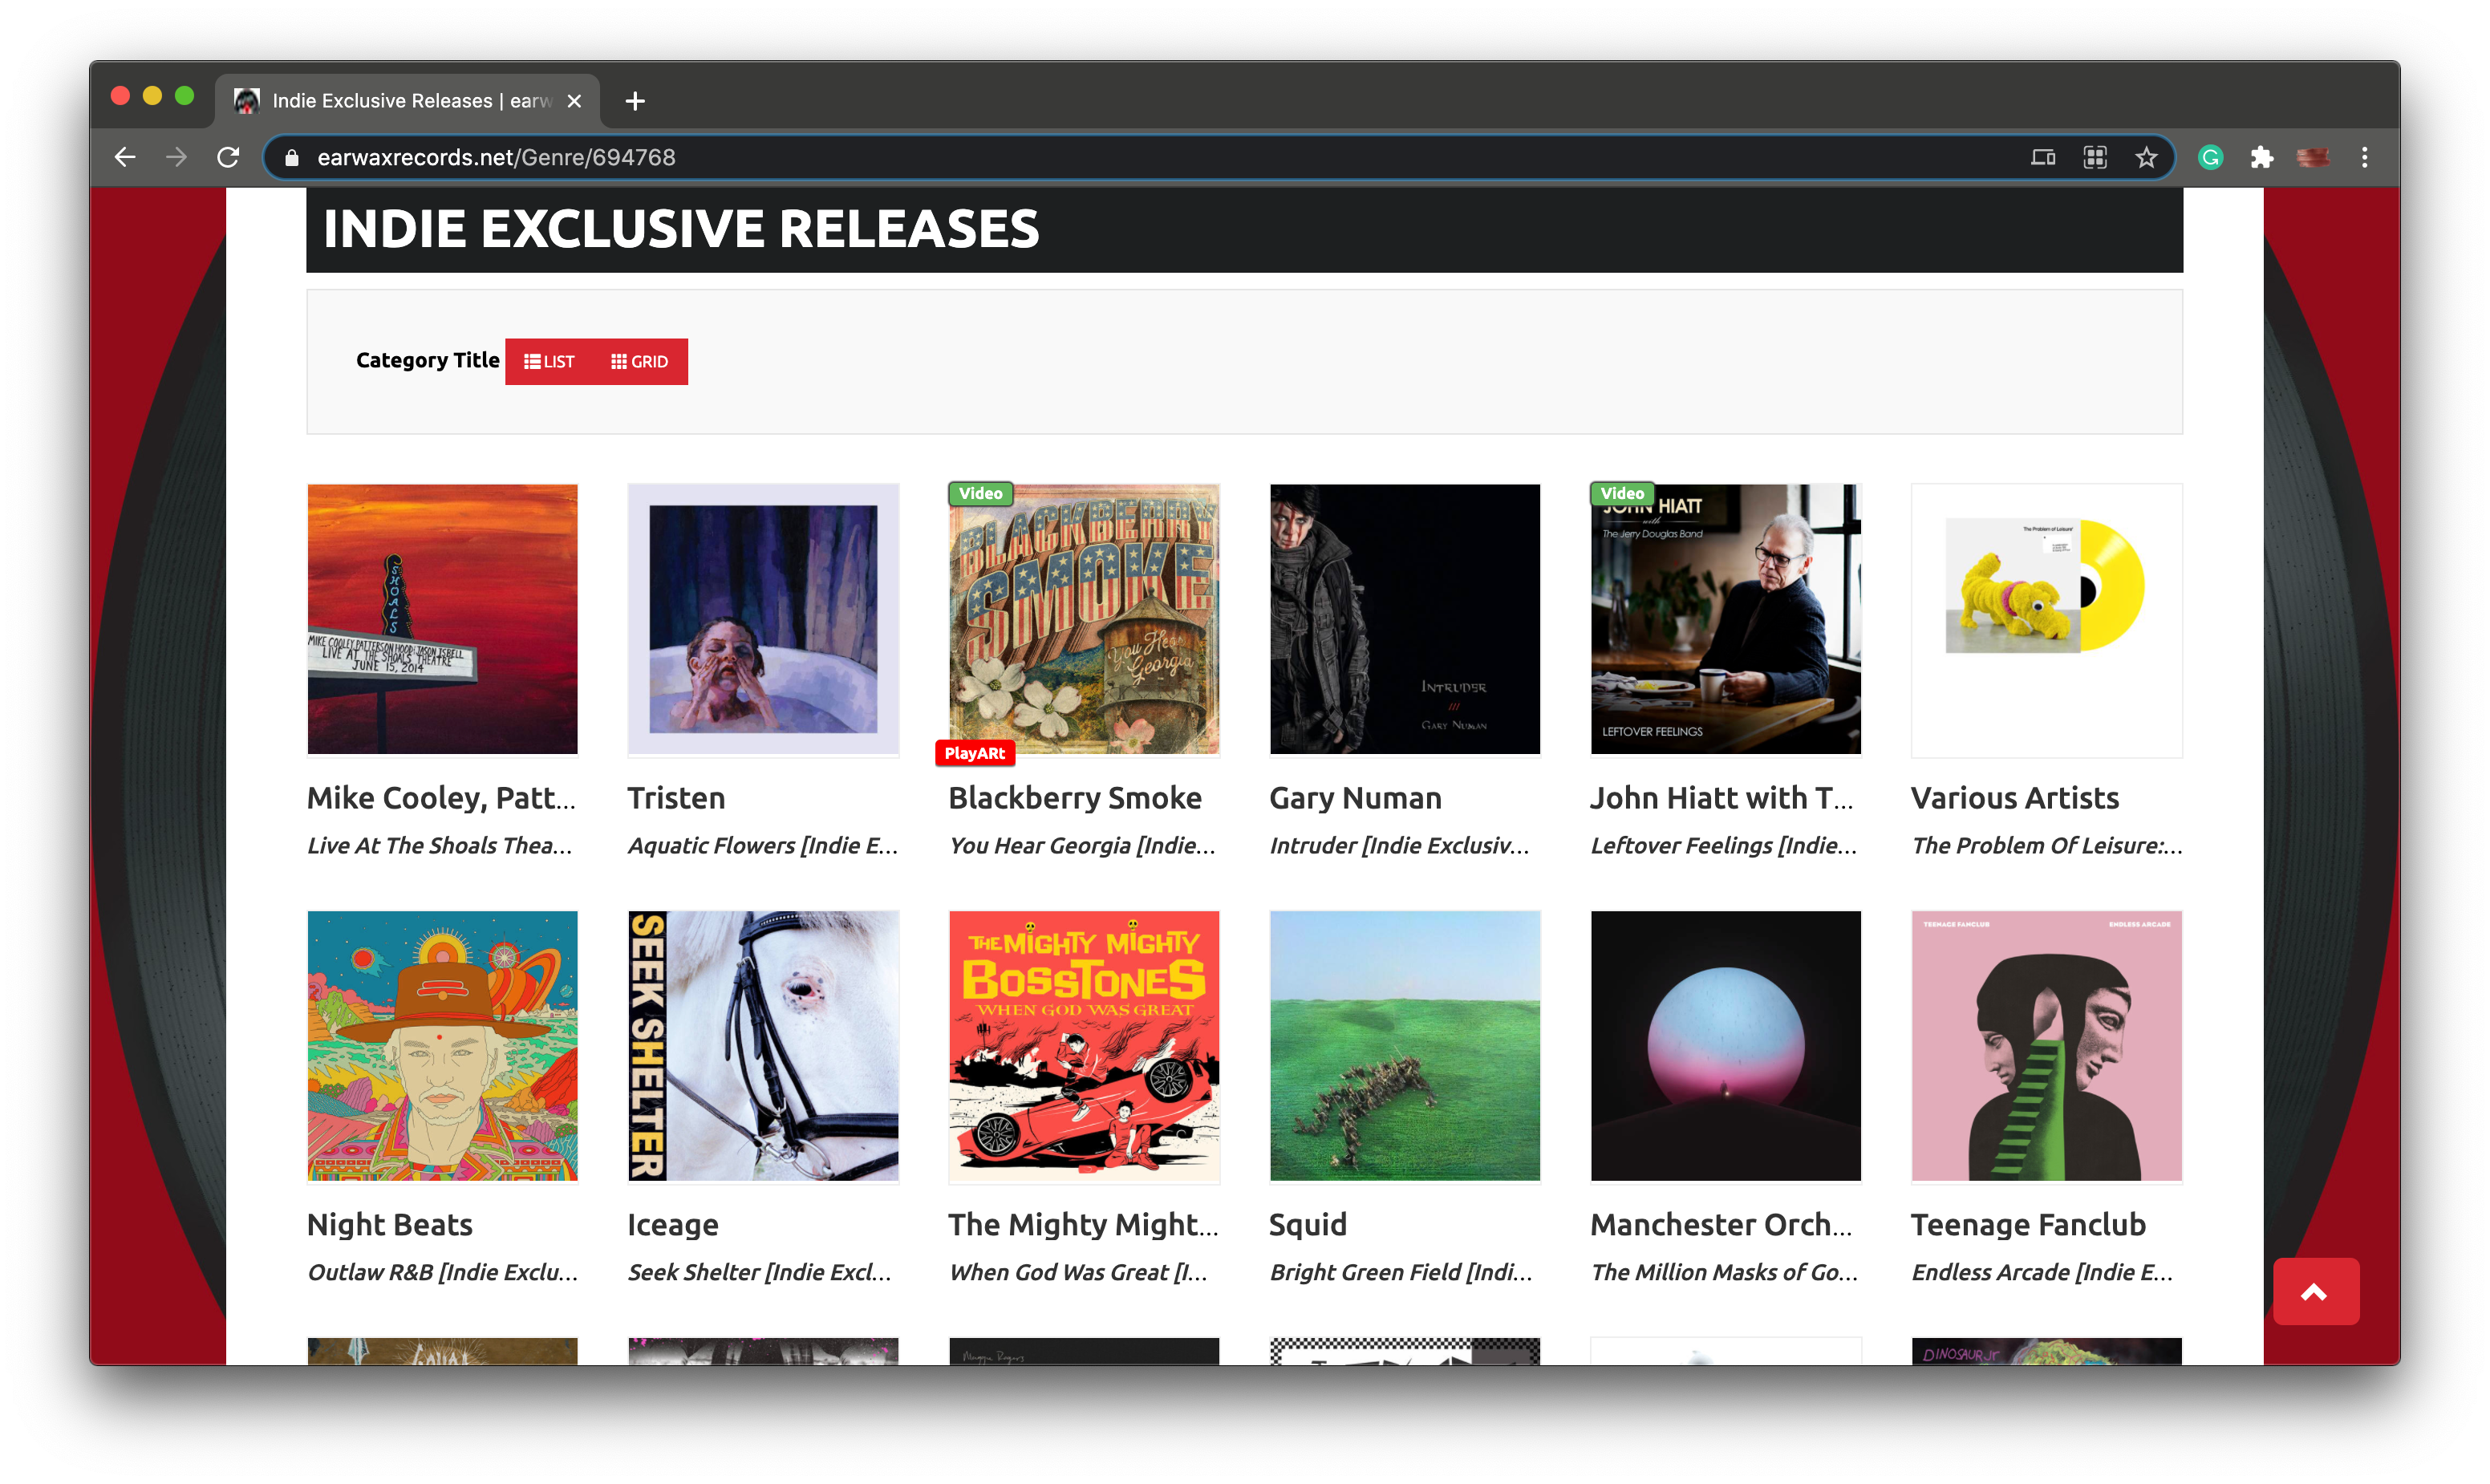 Indie Exclusive Releases | earw
earwaxrecords.net/Genre/694768
INDIE EXCLUSIVE RELEASES
Category Title LIST GRID
SHOALS
MIKE COOLEY, PATTERSON HOOD & JASON ISBELL
LIVE AT THE SHOALS THEATRE
JUNE 15, 2014
Video
BLACKBERRY
SMOKE
You Hear
Georgia
PlayARt
INTRUDER
///
GARY NUMAN
Video
JOHN HIATT
with
The Jerry Douglas Band
LEFTOVER FEELINGS
The Problem of Leisure
Mike Cooley, Patt...
Tristen
Blackberry Smoke
Gary Numan
John Hiatt with T...
Various Artists
Live At The Shoals Thea...
Aquatic Flowers [Indie E...
You Hear Georgia [Indie...
Intruder [Indie Exclusiv...
Leftover Feelings [Indie...
The Problem Of Leisure:...
SEEK SHELTER
THE MIGHTY MIGHTY
BOSSTONES
WHEN GOD WAS GREAT
TEENAGE FANCLUB
ENDLESS ARCADE
Night Beats
Iceage
The Mighty Might...
Squid
Manchester Orch...
Teenage Fanclub
Outlaw R&B [Indie Exclu...
Seek Shelter [Indie Excl...
When God Was Great [I...
Bright Green Field [Indi...
The Million Masks of Go...
Endless Arcade [Indie E...
Maggie Rogers
DINOSAUR JR